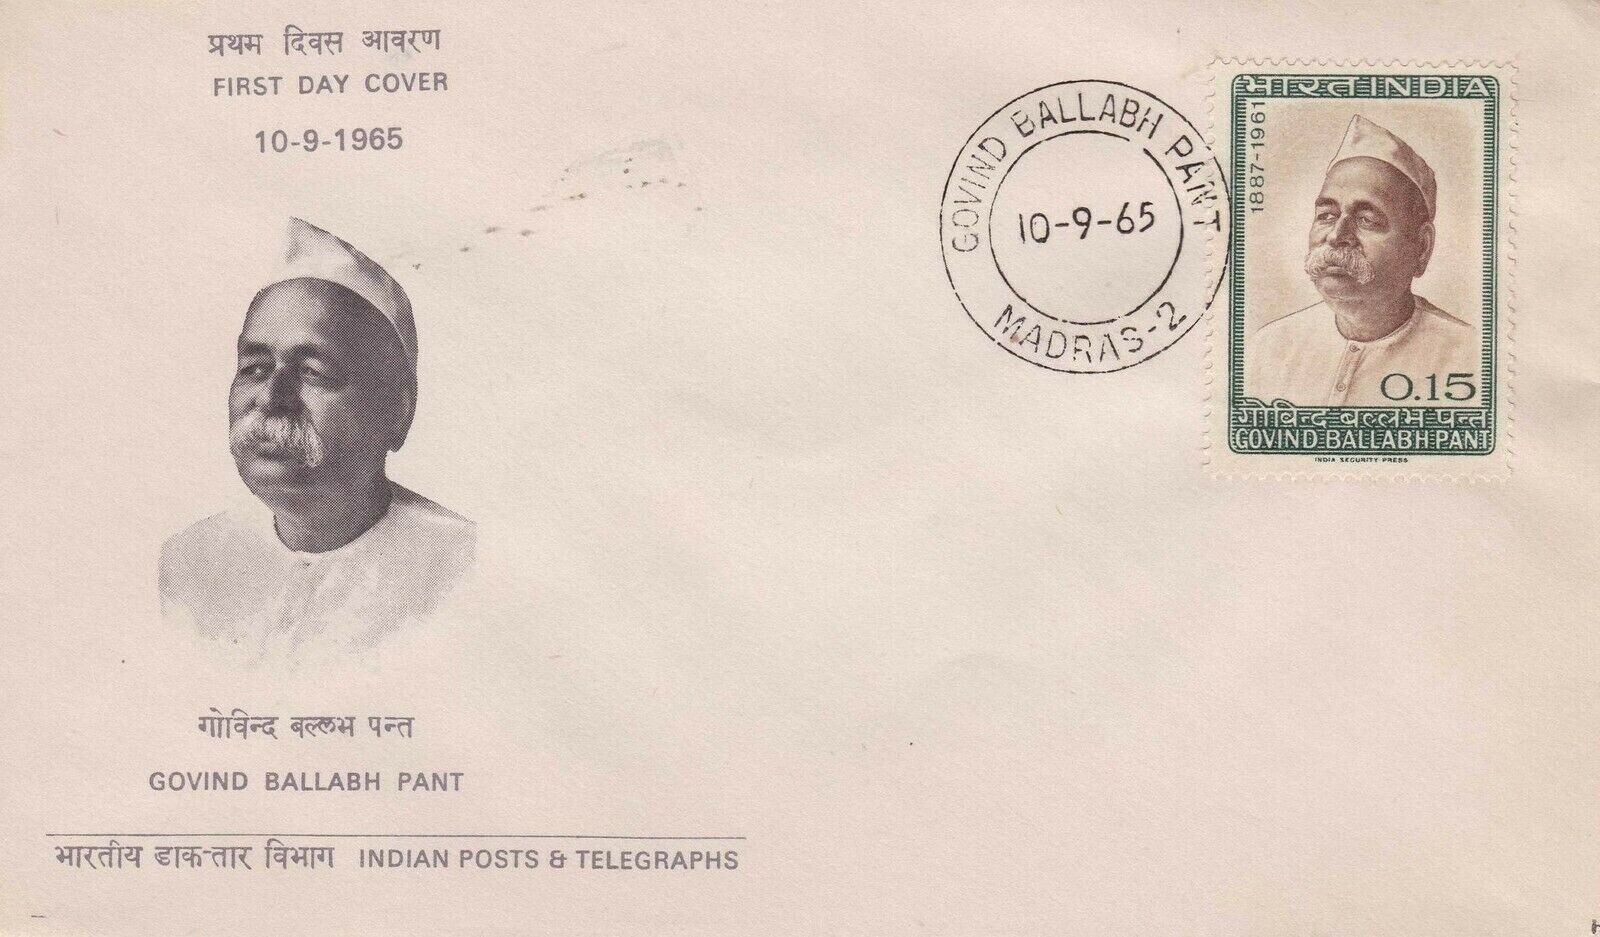 प्रथम दिवस आवरण
FIRST DAY COVER
10-9-1965
GOVIND BALLABH PANT
10-9-65
MADRAS-2
भारत INDIA
1887-1961
0.15
गोविन्द बल्लभ पन्त
GOVIND BALLABH PANT
INDIA SECURITY PRESS
गोविन्द बल्लभ पन्त
GOVIND BALLABH PANT
भारतीय डाक-तार विभाग INDIAN POSTS & TELEGRAPHS